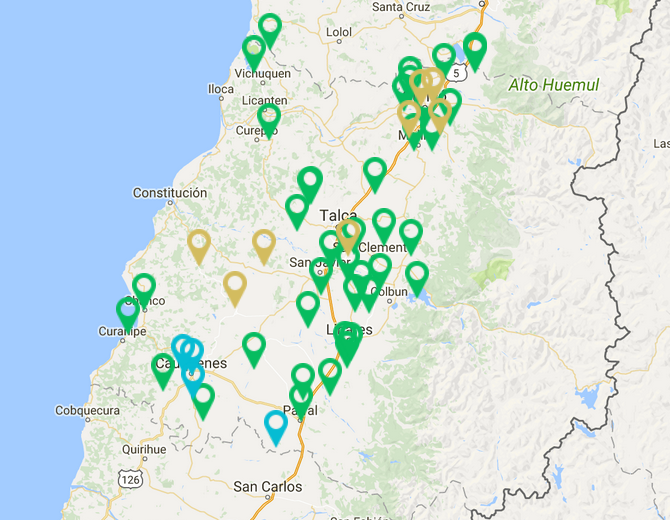 Santa Cruz
Lolol
5
Vichuquen
Alto Huemul
Iloca
Licanten
Curepto
Constitución
Talca
Clement
San Javier
Colbun
Chanco
Curanipe
Linares
Cauquenes
Cobquecura
Parral
Quirihue
126
San Carlos